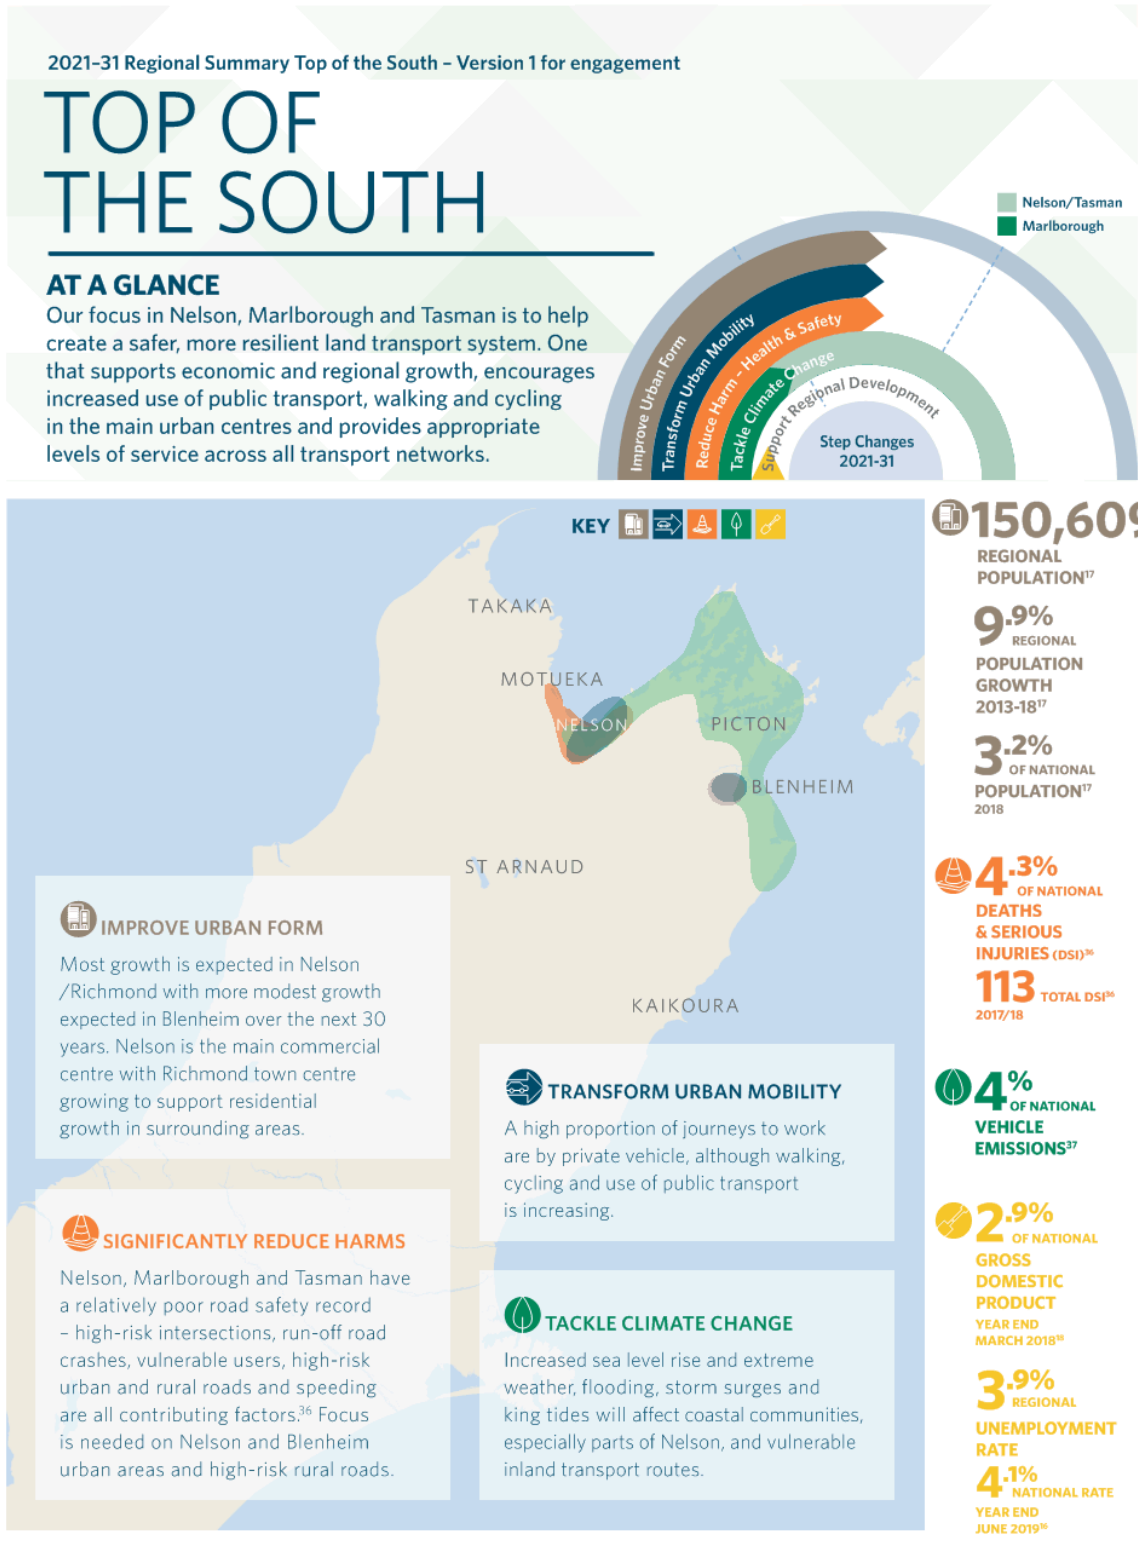 2021–31 Regional Summary Top of the South – Version 1 for engagement
TOP OF
THE SOUTH
AT A GLANCE
Our focus in Nelson, Marlborough and Tasman is to help
create a safer, more resilient land transport system. One
that supports economic and regional growth, encourages
increased use of public transport, walking and cycling
in the main urban centres and provides appropriate
levels of service across all transport networks.
Nelson/Tasman
Marlborough
Improve Urban Form
Transform Urban Mobility
Reduce Harm – Health & Safety
Tackle Climate Change
Support Regional Development
Step Changes
2021-31
KEY
TAKAKA
MOTUEKA
NELSON
PICTON
BLENHEIM
ST ARNAUD
KAIKOURA
IMPROVE URBAN FORM
Most growth is expected in Nelson
/Richmond with more modest growth
expected in Blenheim over the next 30
years. Nelson is the main commercial
centre with Richmond town centre
growing to support residential
growth in surrounding areas.
SIGNIFICANTLY REDUCE HARMS
Nelson, Marlborough and Tasman have
a relatively poor road safety record
– high-risk intersections, run-off road
crashes, vulnerable users, high-risk
urban and rural roads and speeding
are all contributing factors.36 Focus
is needed on Nelson and Blenheim
urban areas and high-risk rural roads.
TRANSFORM URBAN MOBILITY
A high proportion of journeys to work
are by private vehicle, although walking,
cycling and use of public transport
is increasing.
TACKLE CLIMATE CHANGE
Increased sea level rise and extreme
weather, flooding, storm surges and
king tides will affect coastal communities,
especially parts of Nelson, and vulnerable
inland transport routes.
150,609
REGIONAL
POPULATION17
9.9%
REGIONAL
POPULATION
GROWTH
2013-1817
3.2%
OF NATIONAL
POPULATION17
2018
4.3%
OF NATIONAL
DEATHS
& SERIOUS
INJURIES (DSI)36
113 TOTAL DSI36
2017/18
4%
OF NATIONAL
VEHICLE
EMISSIONS37
2.9%
OF NATIONAL
GROSS
DOMESTIC
PRODUCT
YEAR END
MARCH 201818
3.9%
REGIONAL
UNEMPLOYMENT
RATE
4.1%
NATIONAL RATE
YEAR END
JUNE 201916